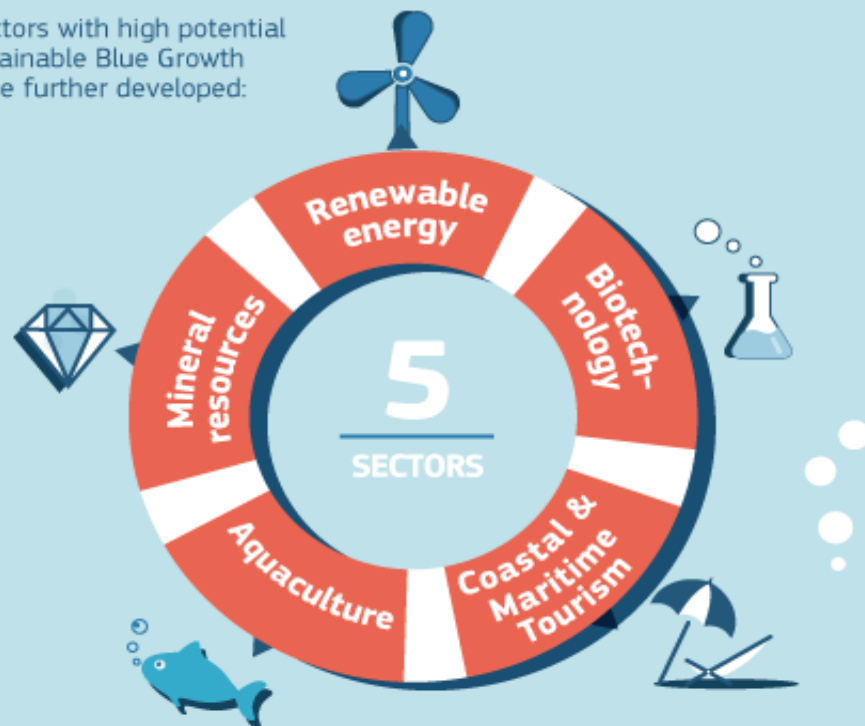 ctors with high potential
ainable Blue Growth
e further developed:
Renewable
energy
Biotech-
nology
Coastal &
Maritime
Tourism
Aquaculture
Mineral
resources
5
SECTORS